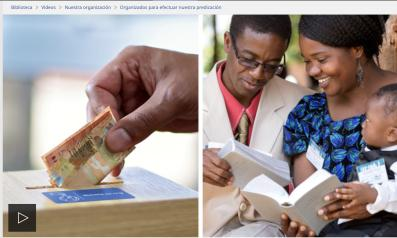 Biblioteca > Videos > Nuestra organización > Organizados para efectuar nuestra predicación